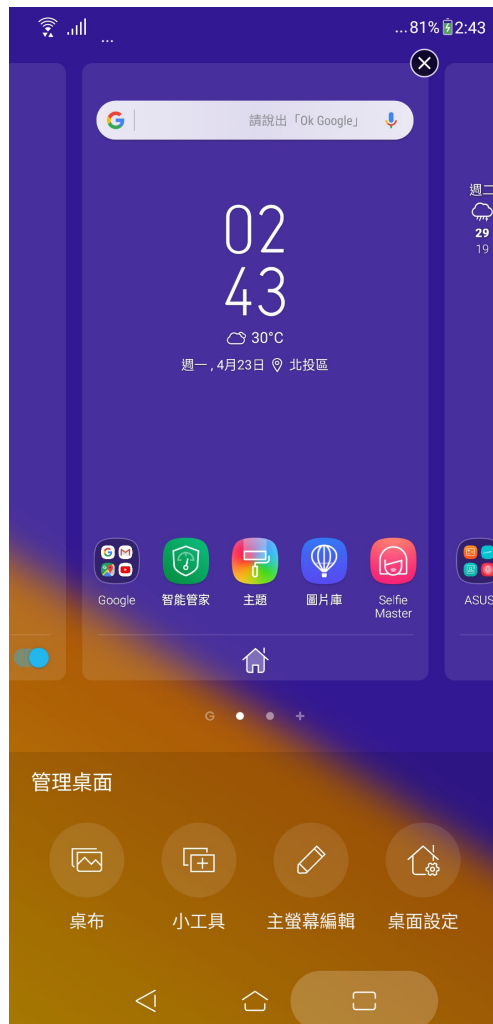 ...
...81% 2:43
請說出「Ok Google」
週二
29
19
02
43
30°C
週一 , 4月23日 北投區
Google
智能管家
主題
圖片庫
Selfie
Master
ASUS
G
管理桌面
桌布
小工具
主螢幕編輯
桌面設定